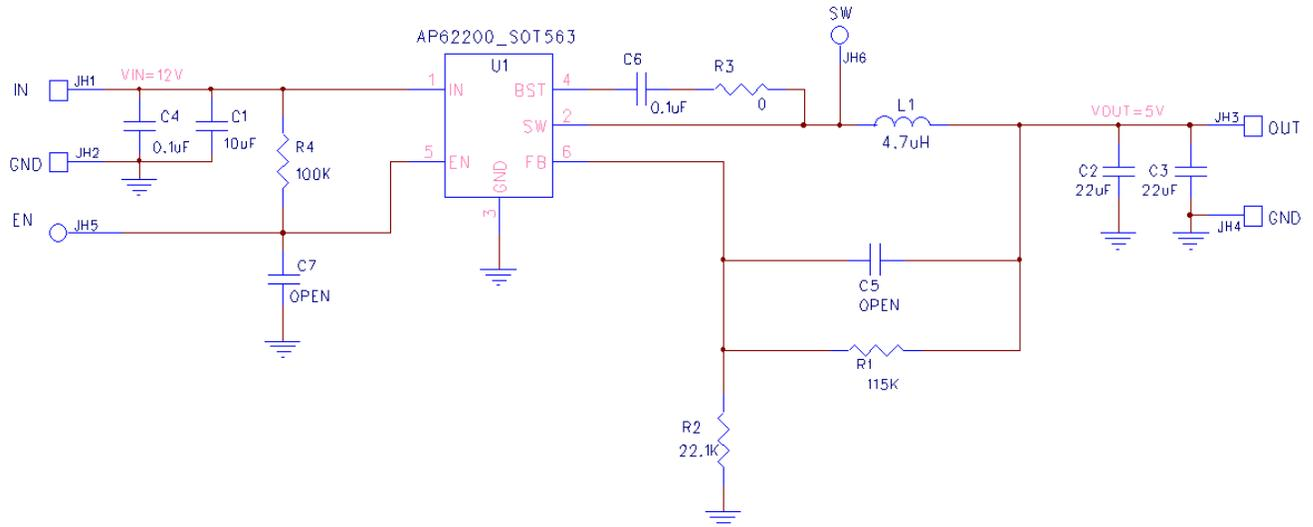 SW
JH6
AP62200_SOT563
U1
IN
JH1
VIN=12V
1
IN
BST
4
C6
0.1uF
R3
0
C4
0.1uF
C1
10uF
SW
2
L1
4.7uH
VOUT=5V
JH3
OUT
GND
JH2
R4
100K
5
EN
FB
6
GND
3
C2
22uF
C3
22uF
EN
JH5
JH4
GND
C7
OPEN
C5
OPEN
R1
115K
R2
22.1K